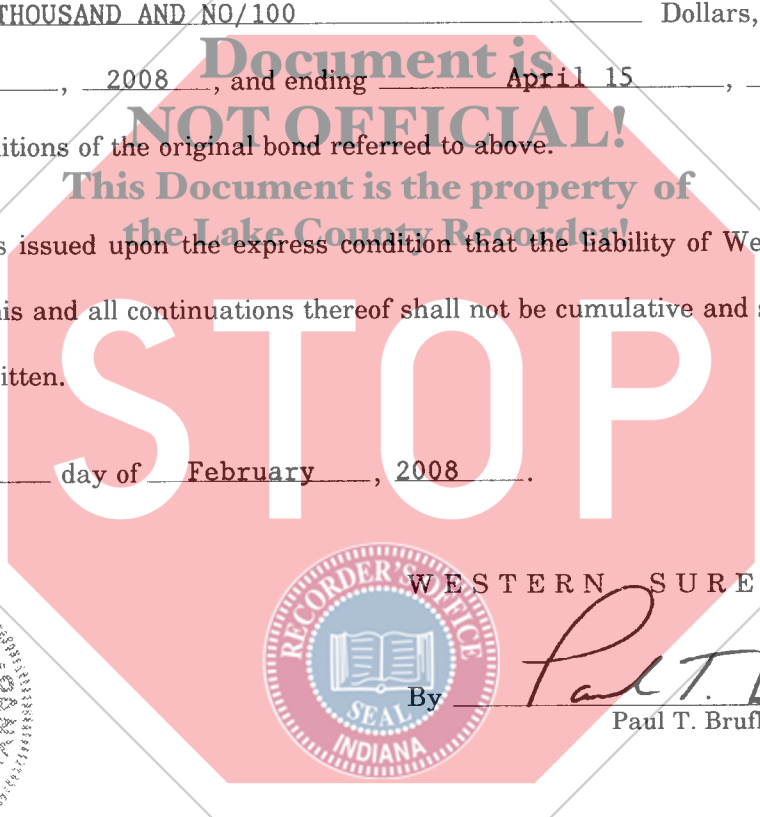 THOUSAND AND NO/100 Dollars,
Document is
, 2008 , and ending April 15 ,
NOT OFFICIAL!
itions of the original bond referred to above.
This Document is the property of
the Lake County Recorder!
s issued upon the express condition that the liability of We
is and all continuations thereof shall not be cumulative and s
STOP
itten.
day of February , 2008 .
RECORDER'S OFFICE
WESTERN SURE
SEAL
INDIANA
By Paul T.
Paul T. Brufl